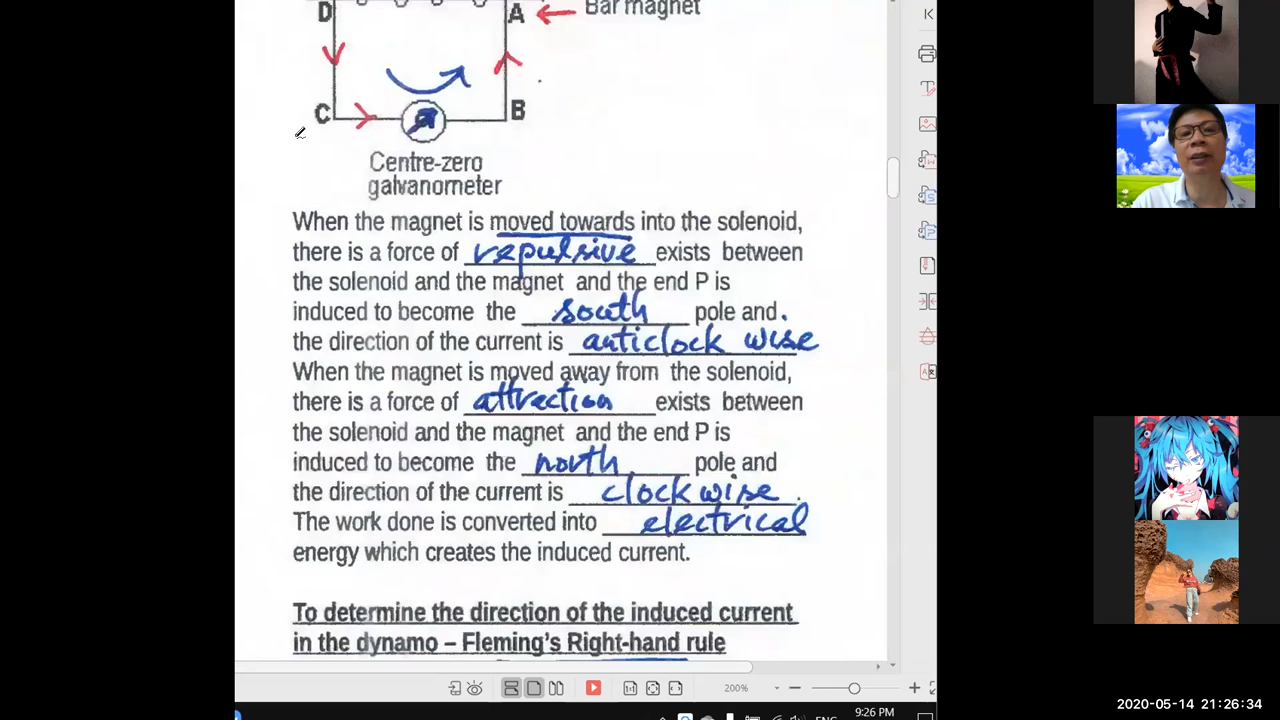 D
A
Bar magnet
C
B
Centre-zero
galvanometer
When the magnet is moved towards into the solenoid,
there is a force of repulsive exists between
the solenoid and the magnet and the end P is
induced to become the south pole and
the direction of the current is anticlock wise
When the magnet is moved away from the solenoid,
there is a force of attraction exists between
the solenoid and the magnet and the end P is
induced to become the north pole and
the direction of the current is clockwise.
The work done is converted into electrical
energy which creates the induced current.
To determine the direction of the induced current
in the dynamo – Fleming's Right-hand rule
200%
9:26 PM
2020-05-14 21:26:34